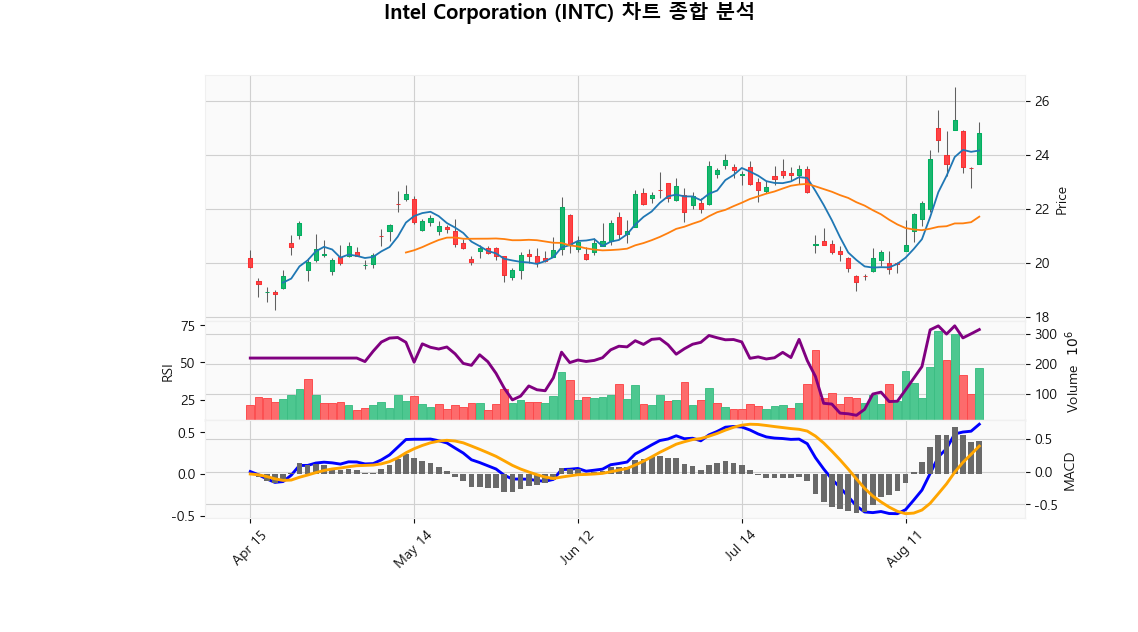 Intel Corporation (INTC) 차트 종합 분석
26
24
22
20
18
Price
75
50
25
RSI
300
200
100
Volume 10^6
0.5
0.0
-0.5
0.5
0.0
-0.5
MACD
Apr 15
May 14
Jun 12
Jul 14
Aug 11